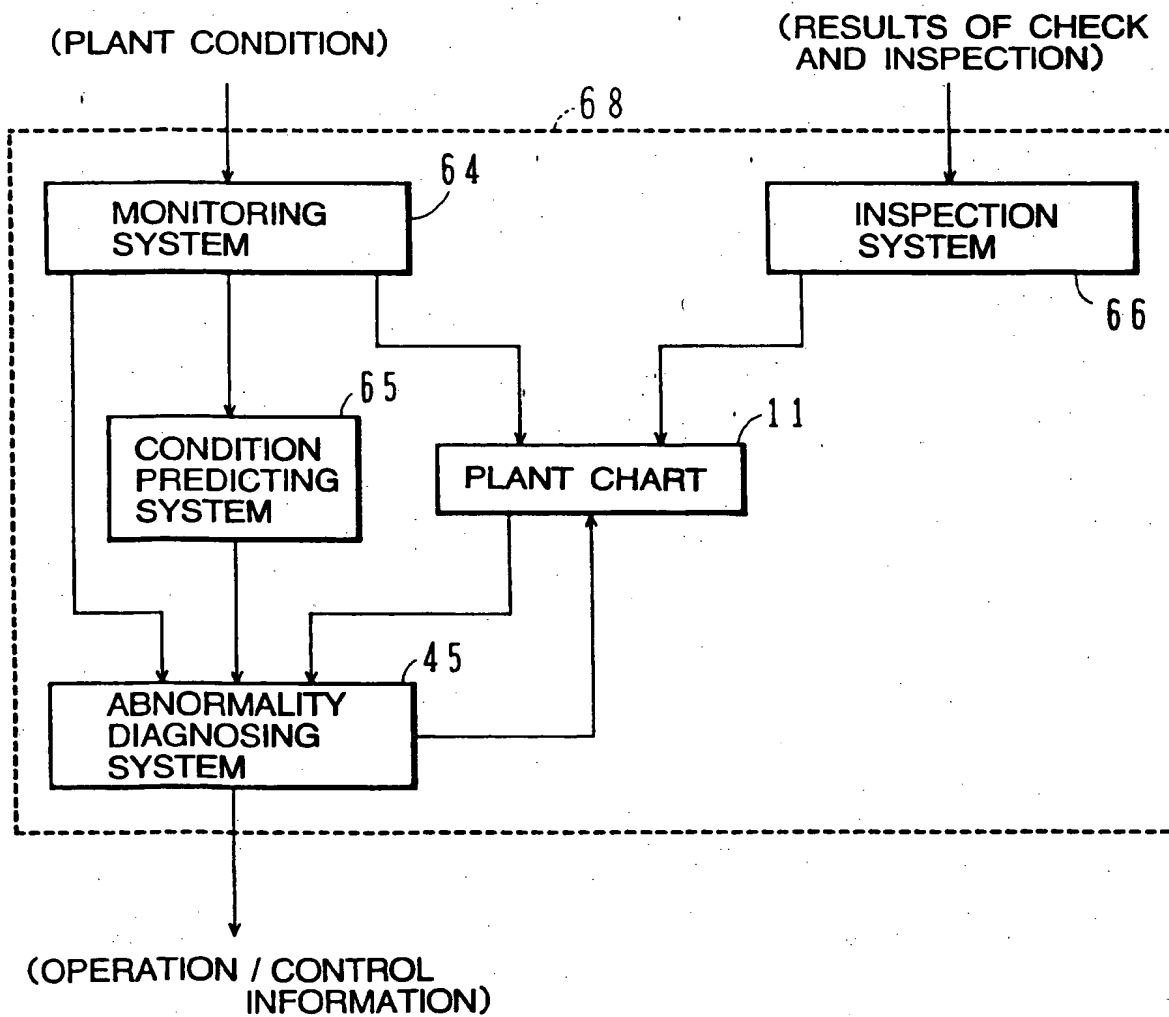 (PLANT CONDITION)
(RESULTS OF CHECK
AND INSPECTION)
68
64
MONITORING
SYSTEM
INSPECTION
SYSTEM
66
65
CONDITION
PREDICTING
SYSTEM
11
PLANT CHART
45
ABNORMALITY
DIAGNOSING
SYSTEM
(OPERATION / CONTROL
INFORMATION)